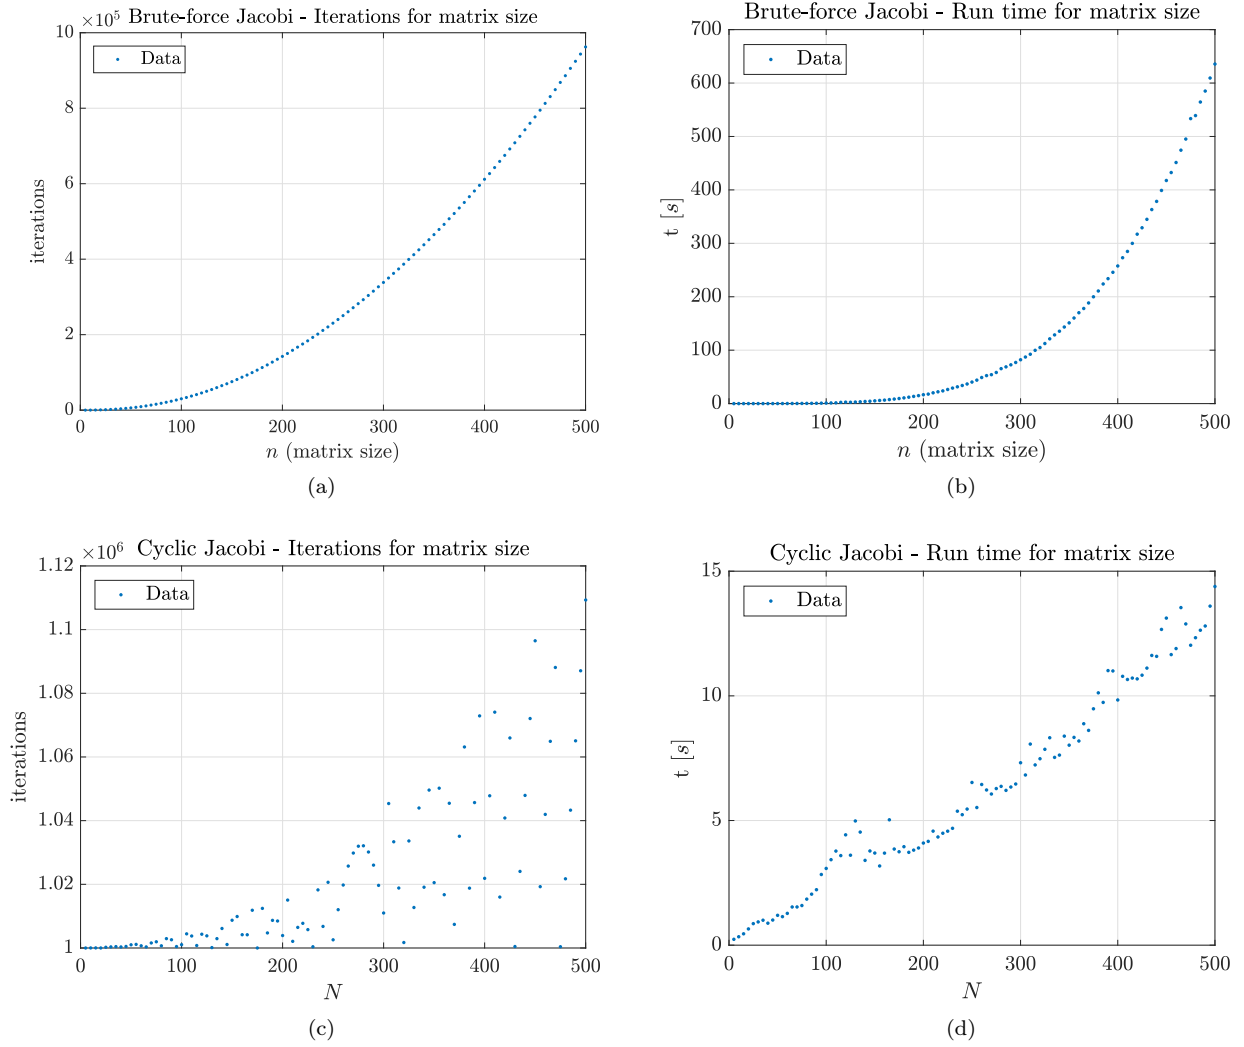 ×10⁵ Brute-force Jacobi - Iterations for matrix size
10
8
6
4
2
0
Data
iterations
0 100 200 300 400 500
n (matrix size)
(a)
Brute-force Jacobi - Run time for matrix size
700
600
500
400
300
200
100
0
Data
t [s]
0 100 200 300 400 500
n (matrix size)
(b)
×10⁶ Cyclic Jacobi - Iterations for matrix size
1.12
1.1
1.08
1.06
1.04
1.02
1
Data
iterations
0 100 200 300 400 500
N
(c)
Cyclic Jacobi - Run time for matrix size
15
10
5
0
Data
t [s]
0 100 200 300 400 500
N
(d)